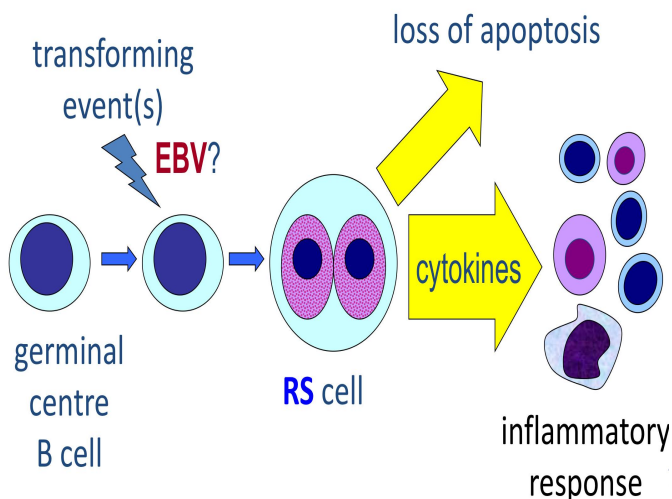 loss of apoptosis
transforming
event(s)
EBV?
cytokines
germinal
centre
B cell
RS cell
inflammatory
response